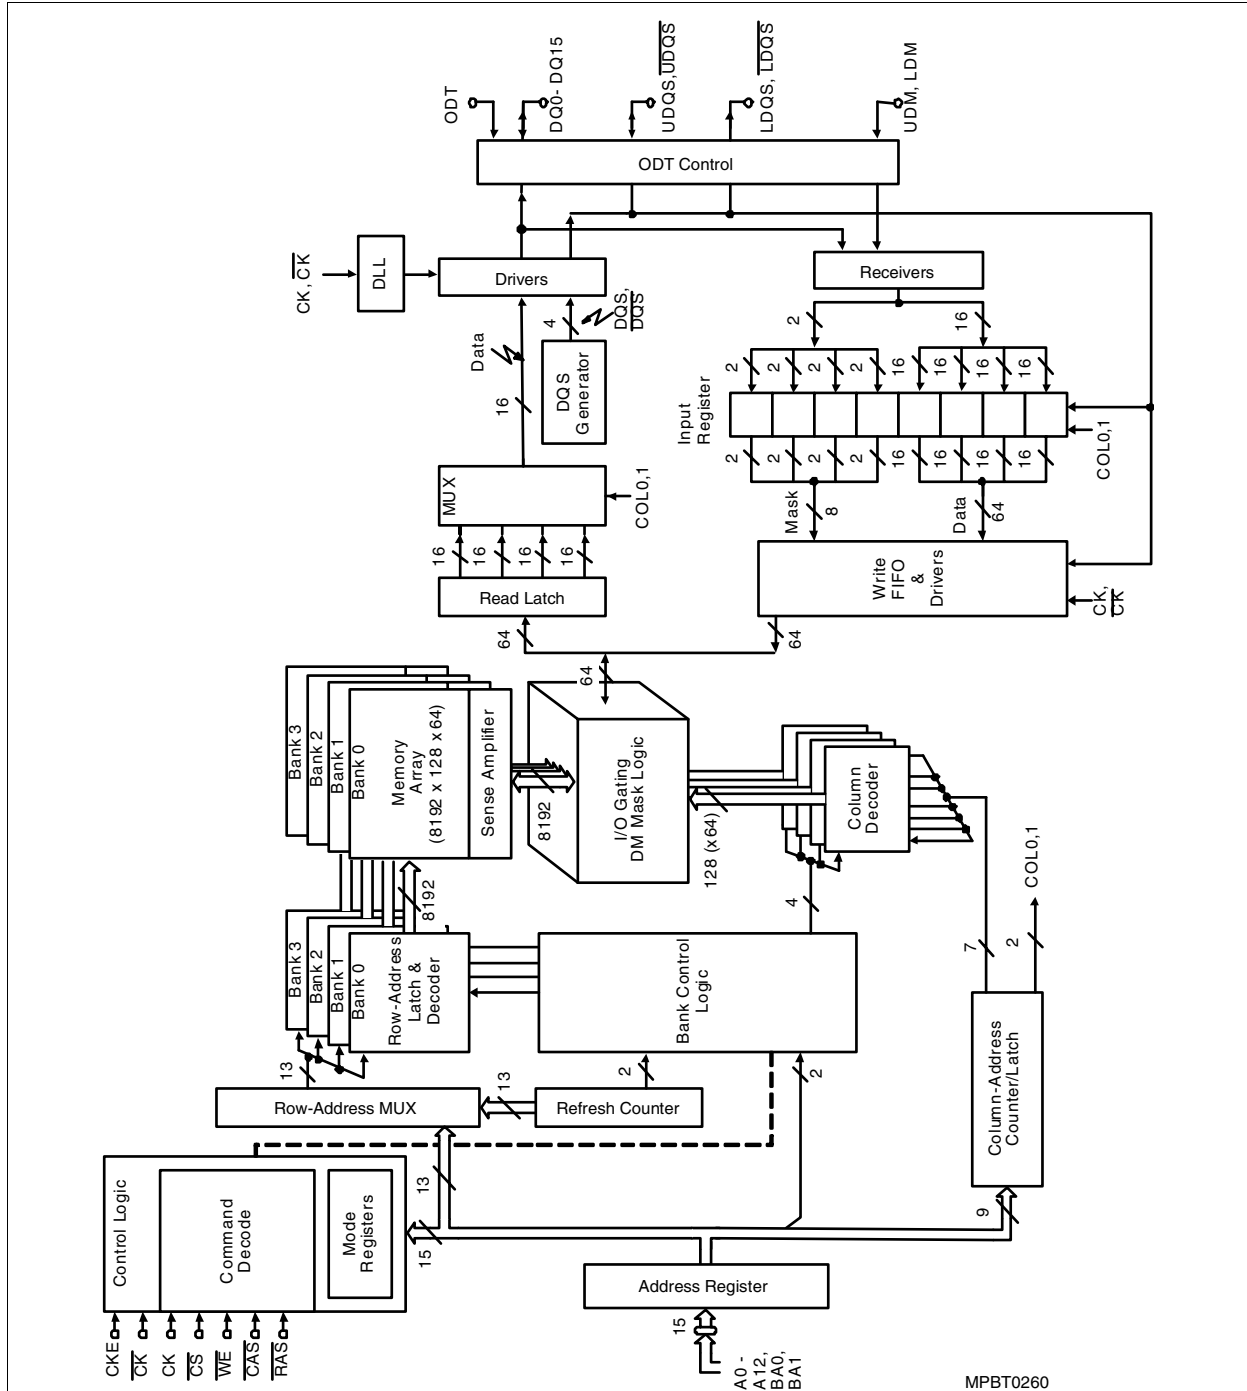 ODT
DQ0- DQ15
UDQS,UDQS
LDQS, LDQS
UDM, LDM
ODT Control
CK, CK
DLL
Drivers
Receivers
4
DQS,
DQS
2
16
Data
16
DQS
Generator
Input
Register
2
2
2
2
16
16
16
16
2
2
2
2
16
16
16
16
COL0,1
MUX
COL0,1
Mask
8
Data
64
16
16
16
16
Read Latch
Write
FIFO
&
Drivers
CK,
CK
64
64
64
Bank 3
Bank 2
Bank 1
Bank 0
Memory
Array
(8192 x 128 x 64)
Sense Amplifier
8192
I/O Gating
DM Mask Logic
128 (x64)
Column
Decoder
8192
4
7
2
COL0,1
Bank 3
Bank 2
Bank 1
Bank 0
Row-Address
Latch &
Decoder
Bank Control
Logic
13
2
2
Row-Address MUX
13
Refresh Counter
Column-Address
Counter/Latch
Control Logic
Command
Decode
Mode
Registers
13
15
9
Address Register
CKE
CK
CK
CS
WE
CAS
RAS
15
A0 -
A12,
BA0,
BA1
MPBT0260